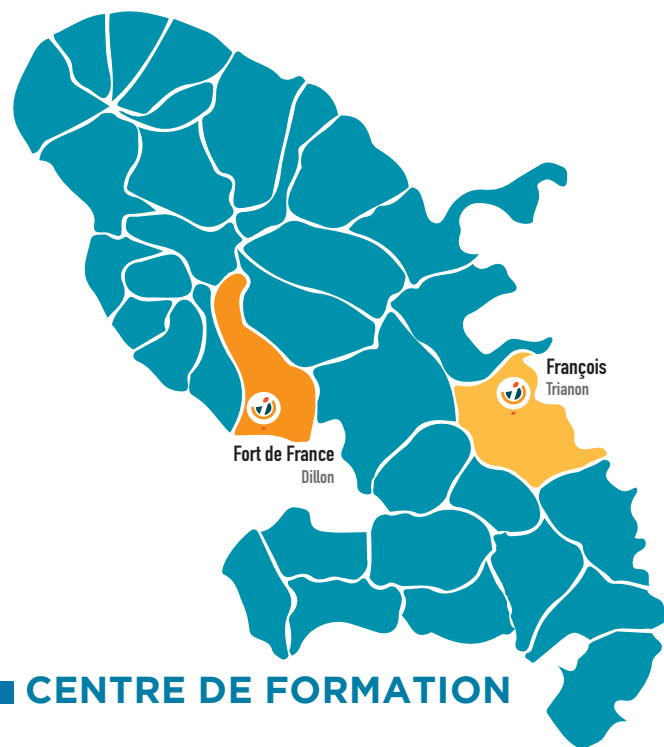 François
Trianon
Fort de France
Dillon
CENTRE DE FORMATION